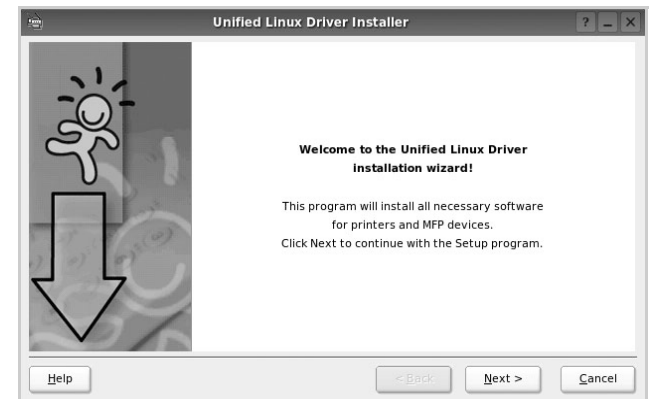 Unified Linux Driver Installer
?
Welcome to the Unified Linux Driver
installation wizard!
This program will install all necessary software
for printers and MFP devices.
Click Next to continue with the Setup program.
Help
< Back
Next >
Cancel